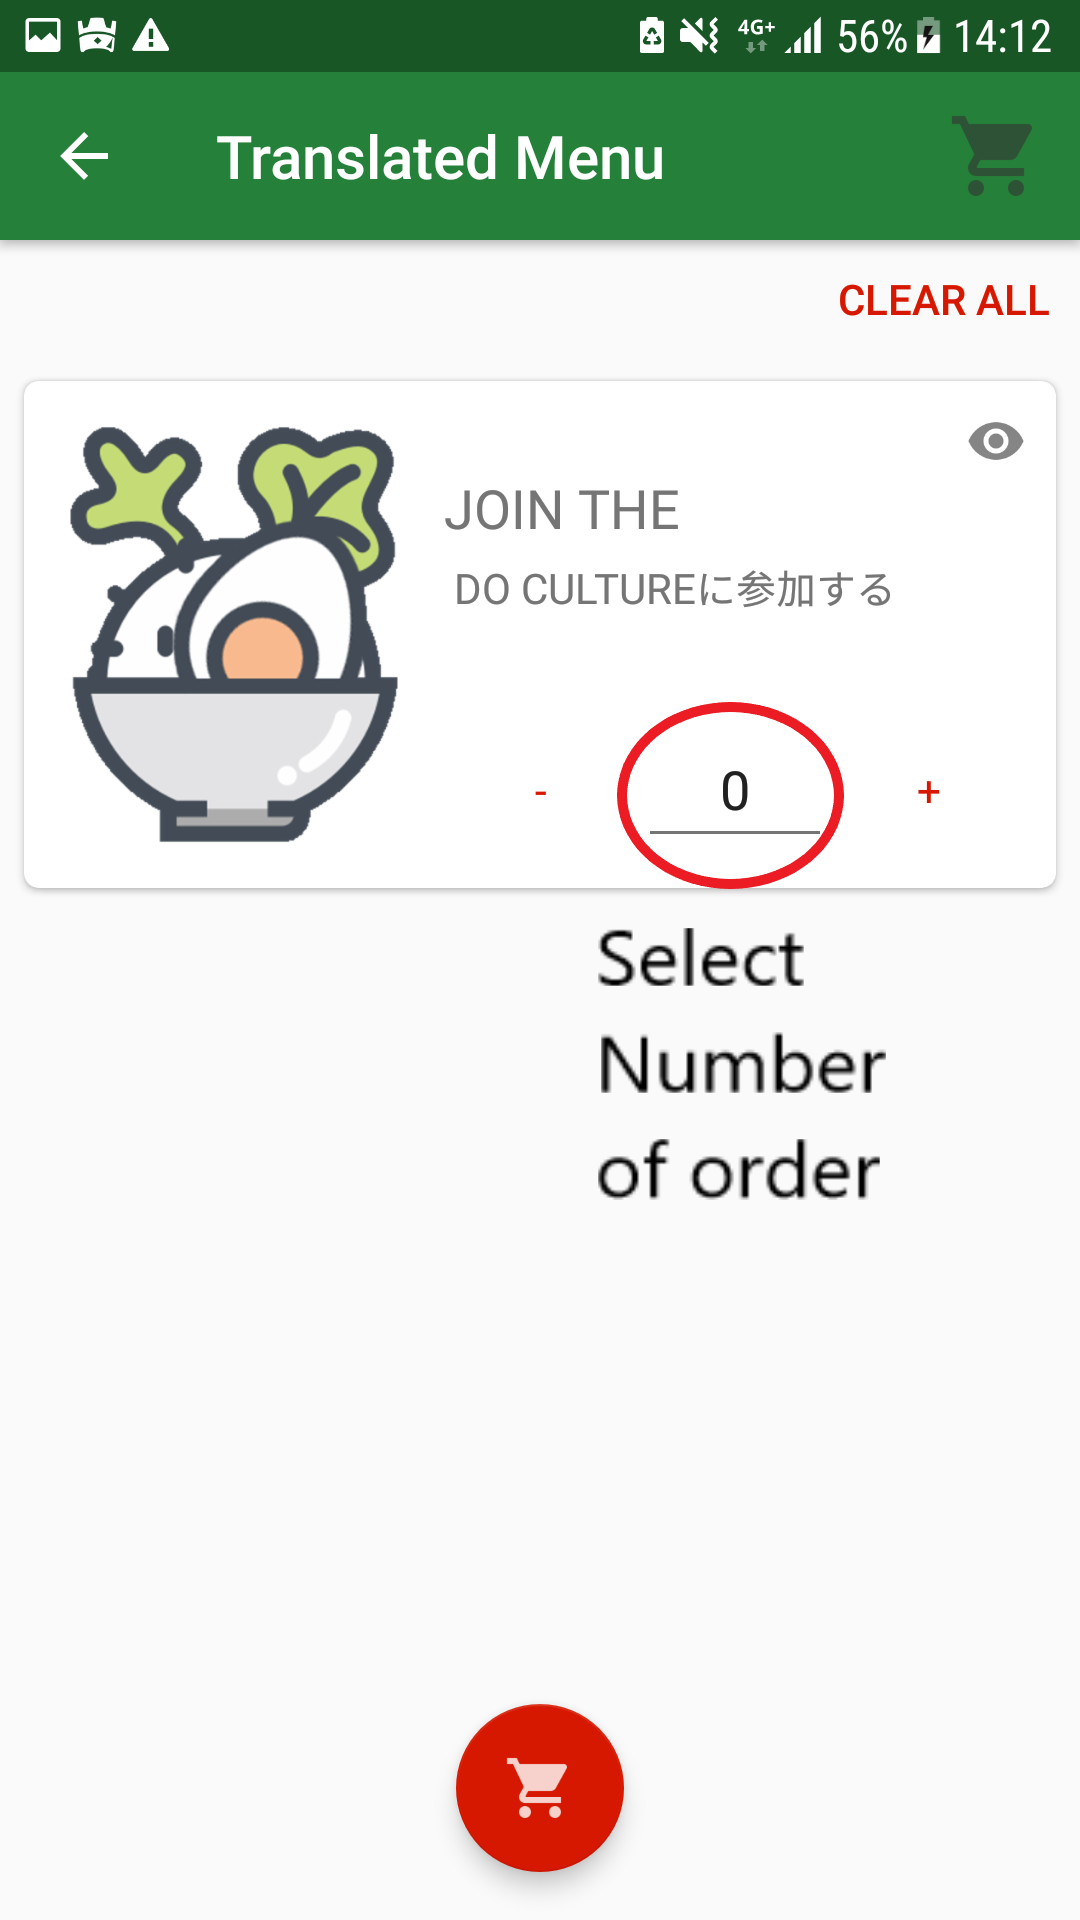 4G+ 56% 14:12
Translated Menu
CLEAR ALL
JOIN THE
DO CULTUREに参加する
- 0 +
Select
Number
of order